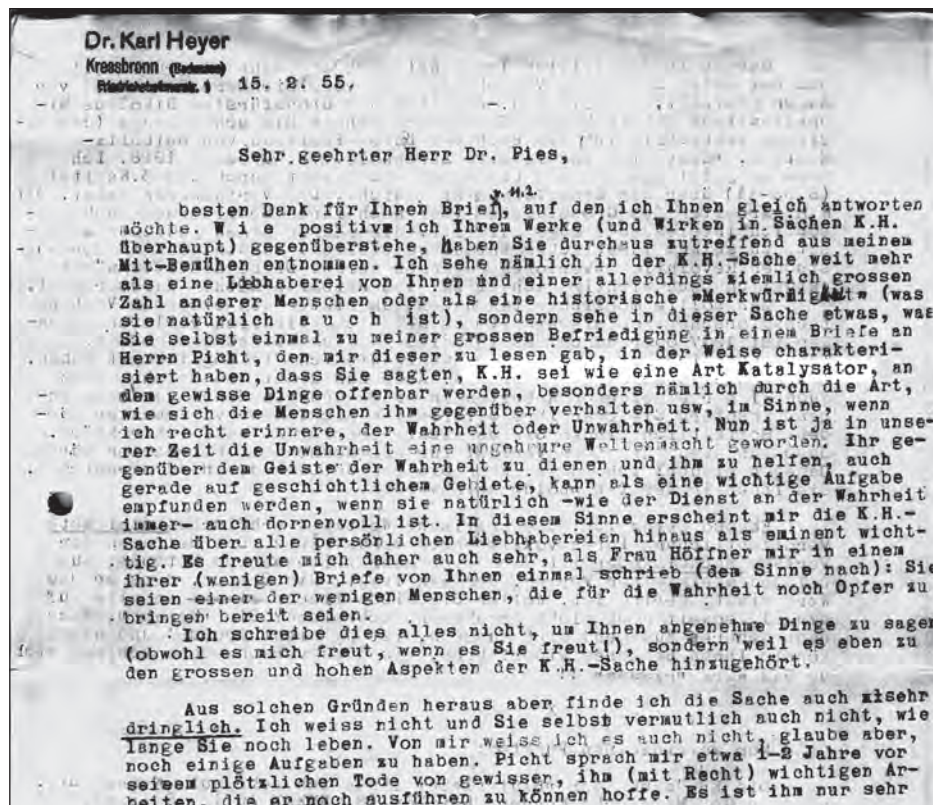 Dr. Karl Heyer
Kressbronn (Bodensee)
15. 2. 55.
Sehr geehrter Herr Dr. Pies,
v. 11.2.
besten Dank für Ihren Brief, auf den ich Ihnen gleich antworten
möchte. W i e positiv ich Ihrem Werke (und Wirken in Sachen K.H.
überhaupt) gegenüberstehe, haben Sie durchaus zutreffend aus meinem
Mit-Bemühen entnommen. Ich sehe nämlich in der K.H.-Sache weit mehr
als eine Liebhaberei von Ihnen und einer allerdings ziemlich grossen
Zahl anderer Menschen oder als eine historische "Merkwürdigkeit" (was
sie natürlich a u c h ist), sondern sehe in dieser Sache etwas, was
Sie selbst einmal zu meiner grossen Befriedigung in einem Briefe an
Herrn Picht, den mir dieser zu lesen gab, in der Weise charakteri-
siert haben, dass Sie sagten, K.H. sei wie eine Art Katalysator, an
dem gewisse Dinge offenbar werden, besonders nämlich durch die Art,
wie sich die Menschen ihm gegenüber verhalten usw, im Sinne, wenn
ich recht erinnere, der Wahrheit oder Unwahrheit. Nun ist ja in unse-
rer Zeit die Unwahrheit eine ungeheure Weltenmacht geworden. Ihr ge-
genüber dem Geiste der Wahrheit zu dienen und ihm zu helfen, auch
gerade auf geschichtlichem Gebiete, kann als eine wichtige Aufgabe
empfunden werden, wenn sie natürlich -wie der Dienst an der Wahrheit
immer- auch dornenvoll ist. In diesem Sinne erscheint mir die K.H.-
Sache über alle persönlichen Liebhabereien hinaus als eminent wich-
tig. Es freute mich daher auch sehr, als Frau Höffner mir in einem
ihrer (wenigen) Briefe von Ihnen einmal schrieb (dem Sinne nach): Sie
seien einer der wenigen Menschen, die für die Wahrheit noch Opfer zu
bringen bereit seien.
Ich schreibe dies alles nicht, um Ihnen angenehme Dinge zu sagen
(obwohl es mich freut, wenn es Sie freut!), sondern weil es eben zu
den grossen und hohen Aspekten der K.H.-Sache hinzugehört.
Aus solchen Gründen heraus aber finde ich die Sache auch sehr
dringlich. Ich weiss nicht und Sie selbst vermutlich auch nicht, wie
lange Sie noch leben. Von mir weiss ich es auch nicht, glaube aber,
noch einige Aufgaben zu haben. Picht sprach mir etwa 1-2 Jahre vor
seinem plötzlichen Tode von gewisser, ihm (mit Recht) wichtigen Ar-
beiten, die er noch ausführen zu können hoffe. Es ist ihm nur sehr